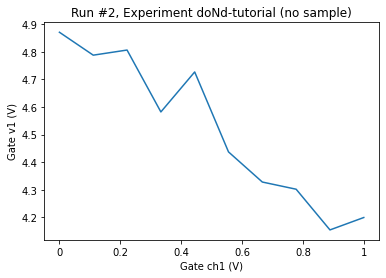 Run #2, Experiment doNd-tutorial (no sample)
4.9
4.8
4.7
4.6
4.5
4.4
4.3
4.2
Gate v1 (V)
0 0.2 0.4 0.6 0.8 1
Gate ch1 (V)